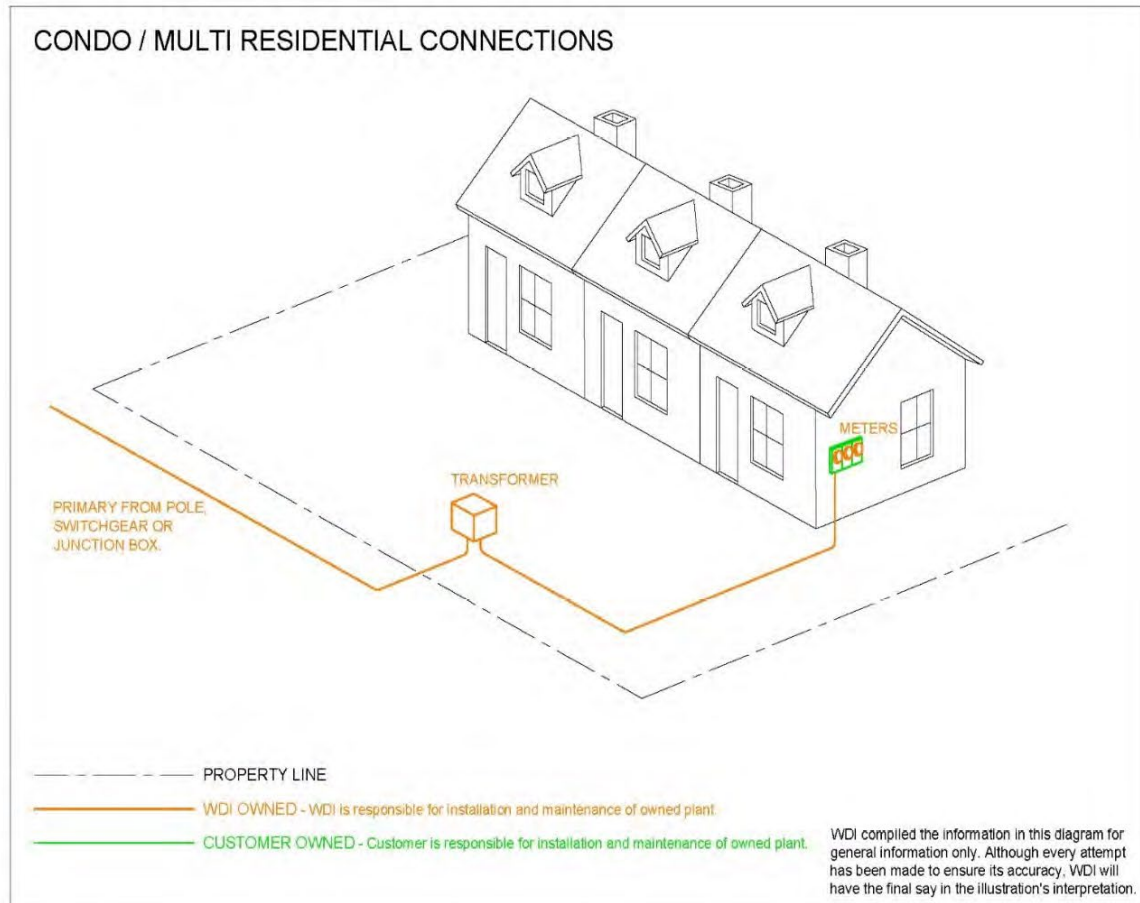 CONDO / MULTI RESIDENTIAL CONNECTIONS
METERS
TRANSFORMER
PRIMARY FROM POLE,
SWITCHGEAR OR
JUNCTION BOX.
PROPERTY LINE
WDI OWNED - WDI is responsible for installation and maintenance of owned plant.
CUSTOMER OWNED - Customer is responsible for installation and maintenance of owned plant.
WDI compiled the information in this diagram for
general information only. Although every attempt
has been made to ensure its accuracy, WDI will
have the final say in the illustration's interpretation.